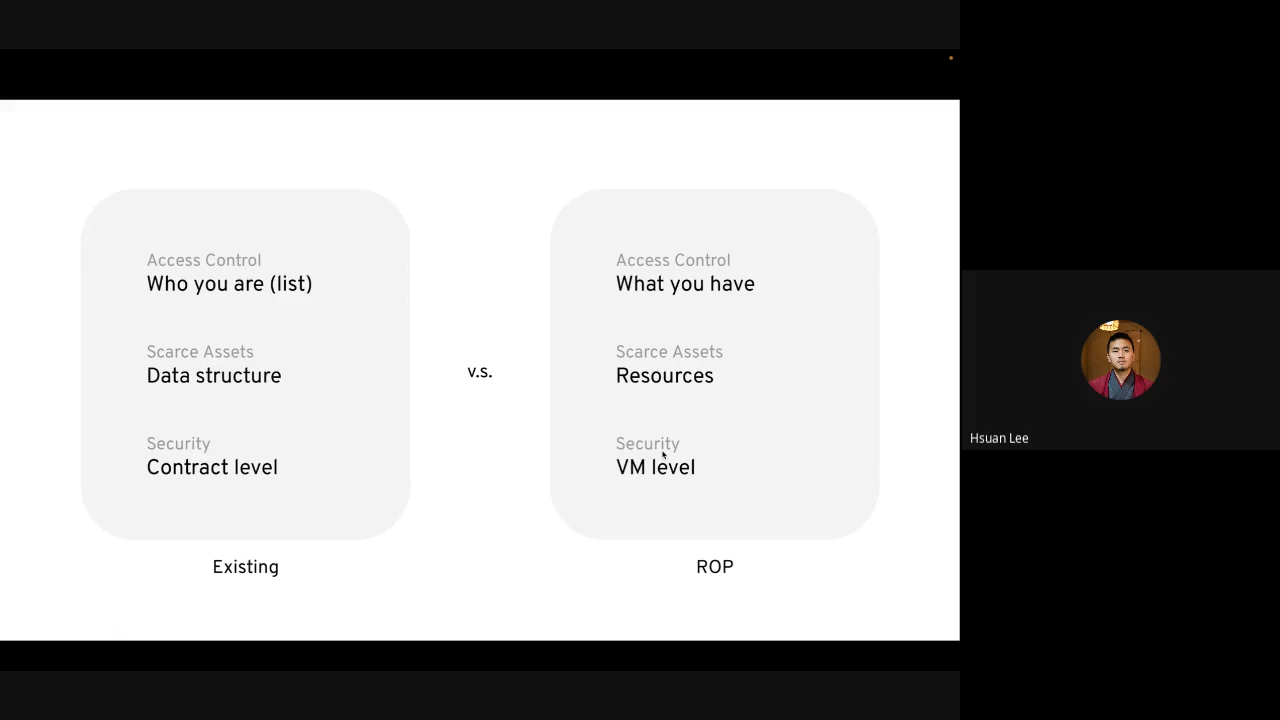 Access Control
Who you are (list)
Scarce Assets
Data structure
Security
Contract level
Existing
v.s.
Access Control
What you have
Scarce Assets
Resources
Security
VM level
ROP
Hsuan Lee